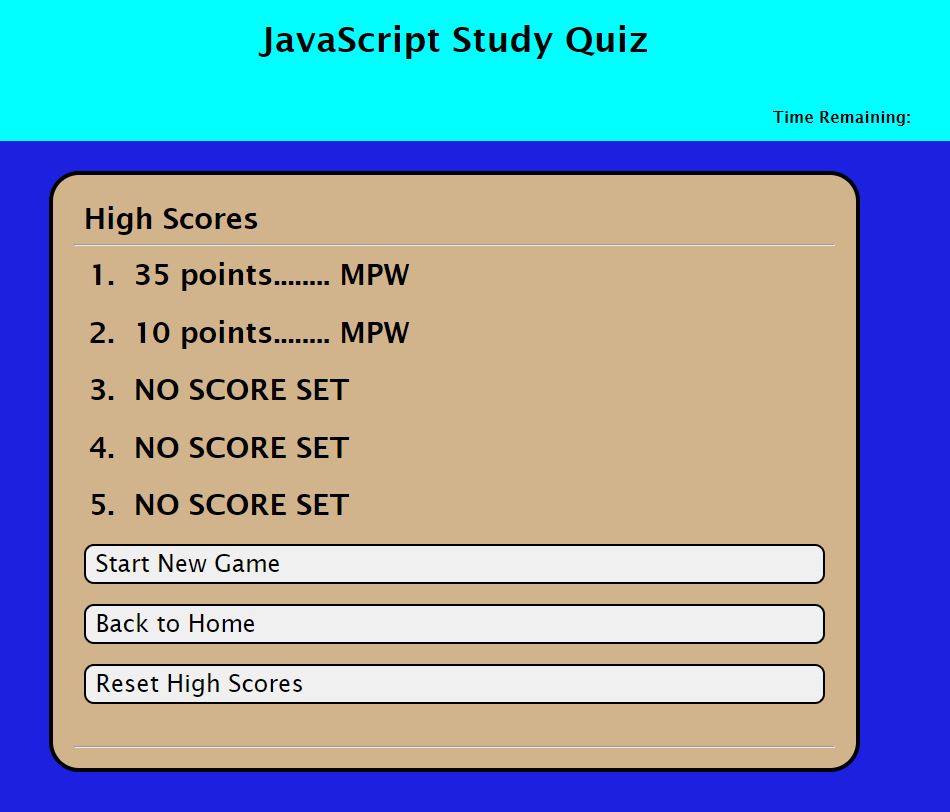 JavaScript Study Quiz
Time Remaining:
High Scores
1. 35 points........ MPW
2. 10 points........ MPW
3. NO SCORE SET
4. NO SCORE SET
5. NO SCORE SET
Start New Game
Back to Home
Reset High Scores